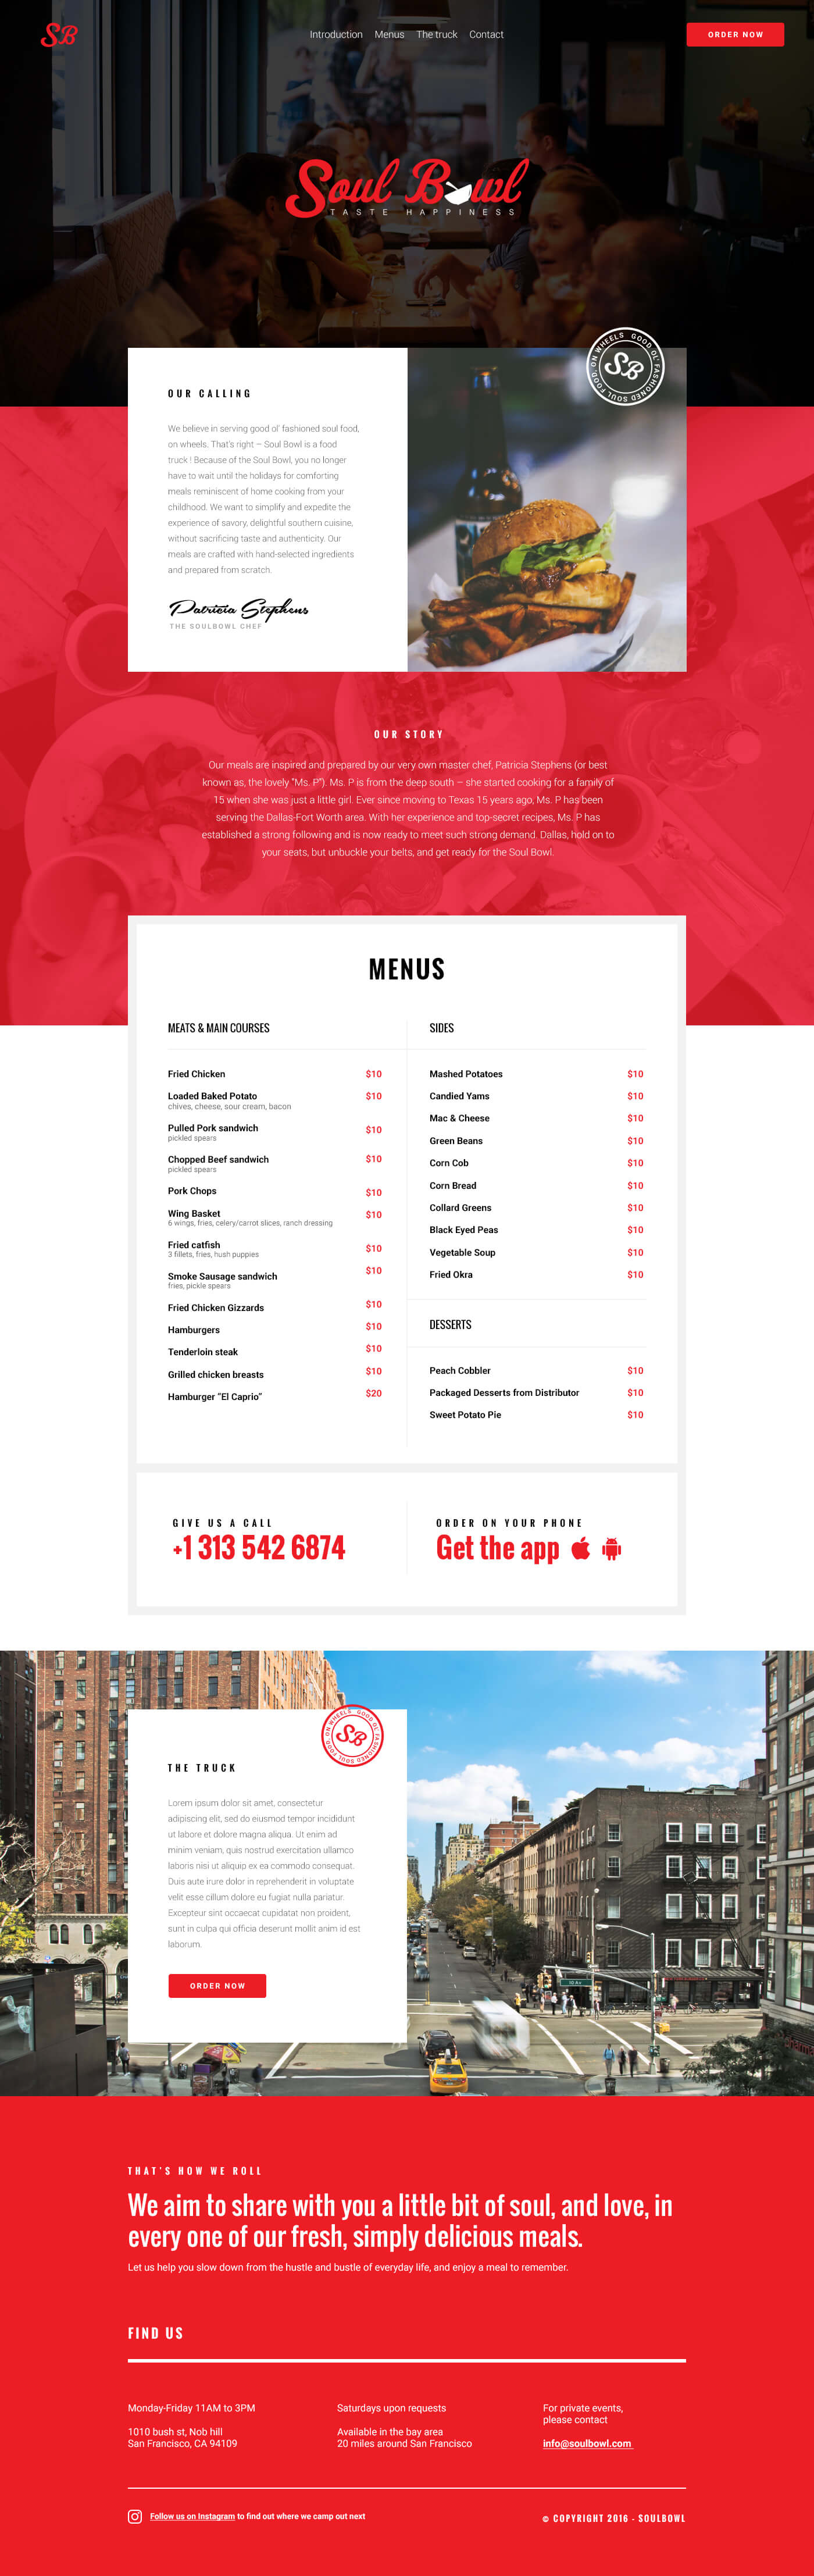 SB
Introduction Menus The truck Contact
ORDER NOW
Soul Bowl
TASTE HAPPINESS
GOOD OL' FASHIONED SOUL FOOD ON WHEELS
SB
OUR CALLING
We believe in serving good ol' fashioned soul food,
on wheels. That's right – Soul Bowl is a food
truck ! Because of the Soul Bowl, you no longer
have to wait until the holidays for comforting
meals reminiscent of home cooking from your
childhood. We want to simplify and expedite the
experience of savory, delightful southern cuisine,
without sacrificing taste and authenticity. Our
meals are crafted with hand-selected ingredients
and prepared from scratch.
Patricia Stephens
THE SOULBOWL CHEF
OUR STORY
Our meals are inspired and prepared by our very own master chef, Patricia Stephens (or best
known as, the lovely "Ms. P"). Ms. P is from the deep south – she started cooking for a family of
15 when she was just a little girl. Ever since moving to Texas 15 years ago, Ms. P has been
serving the Dallas-Fort Worth area. With her experience and top-secret recipes, Ms. P has
established a strong following and is now ready to meet such strong demand. Dallas, hold on to
your seats, but unbuckle your belts, and get ready for the Soul Bowl.
MENUS
MEATS & MAIN COURSES
Fried Chicken $10
Loaded Baked Potato $10
chives, cheese, sour cream, bacon
Pulled Pork sandwich $10
pickled spears
Chopped Beef sandwich $10
pickled spears
Pork Chops $10
Wing Basket $10
6 wings, fries, celery/carrot slices, ranch dressing
Fried catfish $10
3 fillets, fries, hush puppies
Smoke Sausage sandwich $10
fries, pickle spears
Fried Chicken Gizzards $10
Hamburgers $10
Tenderloin steak $10
Grilled chicken breasts $10
Hamburger "El Caprio" $20
SIDES
Mashed Potatoes $10
Candied Yams $10
Mac & Cheese $10
Green Beans $10
Corn Cob $10
Corn Bread $10
Collard Greens $10
Black Eyed Peas $10
Vegetable Soup $10
Fried Okra $10
DESSERTS
Peach Cobbler $10
Packaged Desserts from Distributor $10
Sweet Potato Pie $10
GIVE US A CALL
+1 313 542 6874
ORDER ON YOUR PHONE
Get the app
GOOD OL' FASHIONED SOUL FOOD ON WHEELS
SB
THE TRUCK
Lorem ipsum dolor sit amet, consectetur
adipiscing elit, sed do eiusmod tempor incididunt
ut labore et dolore magna aliqua. Ut enim ad
minim veniam, quis nostrud exercitation ullamco
laboris nisi ut aliquip ex ea commodo consequat.
Duis aute irure dolor in reprehenderit in voluptate
velit esse cillum dolore eu fugiat nulla pariatur.
Excepteur sint occaecat cupidatat non proident,
sunt in culpa qui officia deserunt mollit anim id est
laborum.
ORDER NOW
THAT'S HOW WE ROLL
We aim to share with you a little bit of soul, and love, in
every one of our fresh, simply delicious meals.
Let us help you slow down from the hustle and bustle of everyday life, and enjoy a meal to remember.
FIND US
Monday-Friday 11AM to 3PM
1010 bush st, Nob hill
San Francisco, CA 94109
Saturdays upon requests
Available in the bay area
20 miles around San Francisco
For private events,
please contact
info@soulbowl.com
Follow us on Instagram to find out where we camp out next
© COPYRIGHT 2016 - SOULBOWL